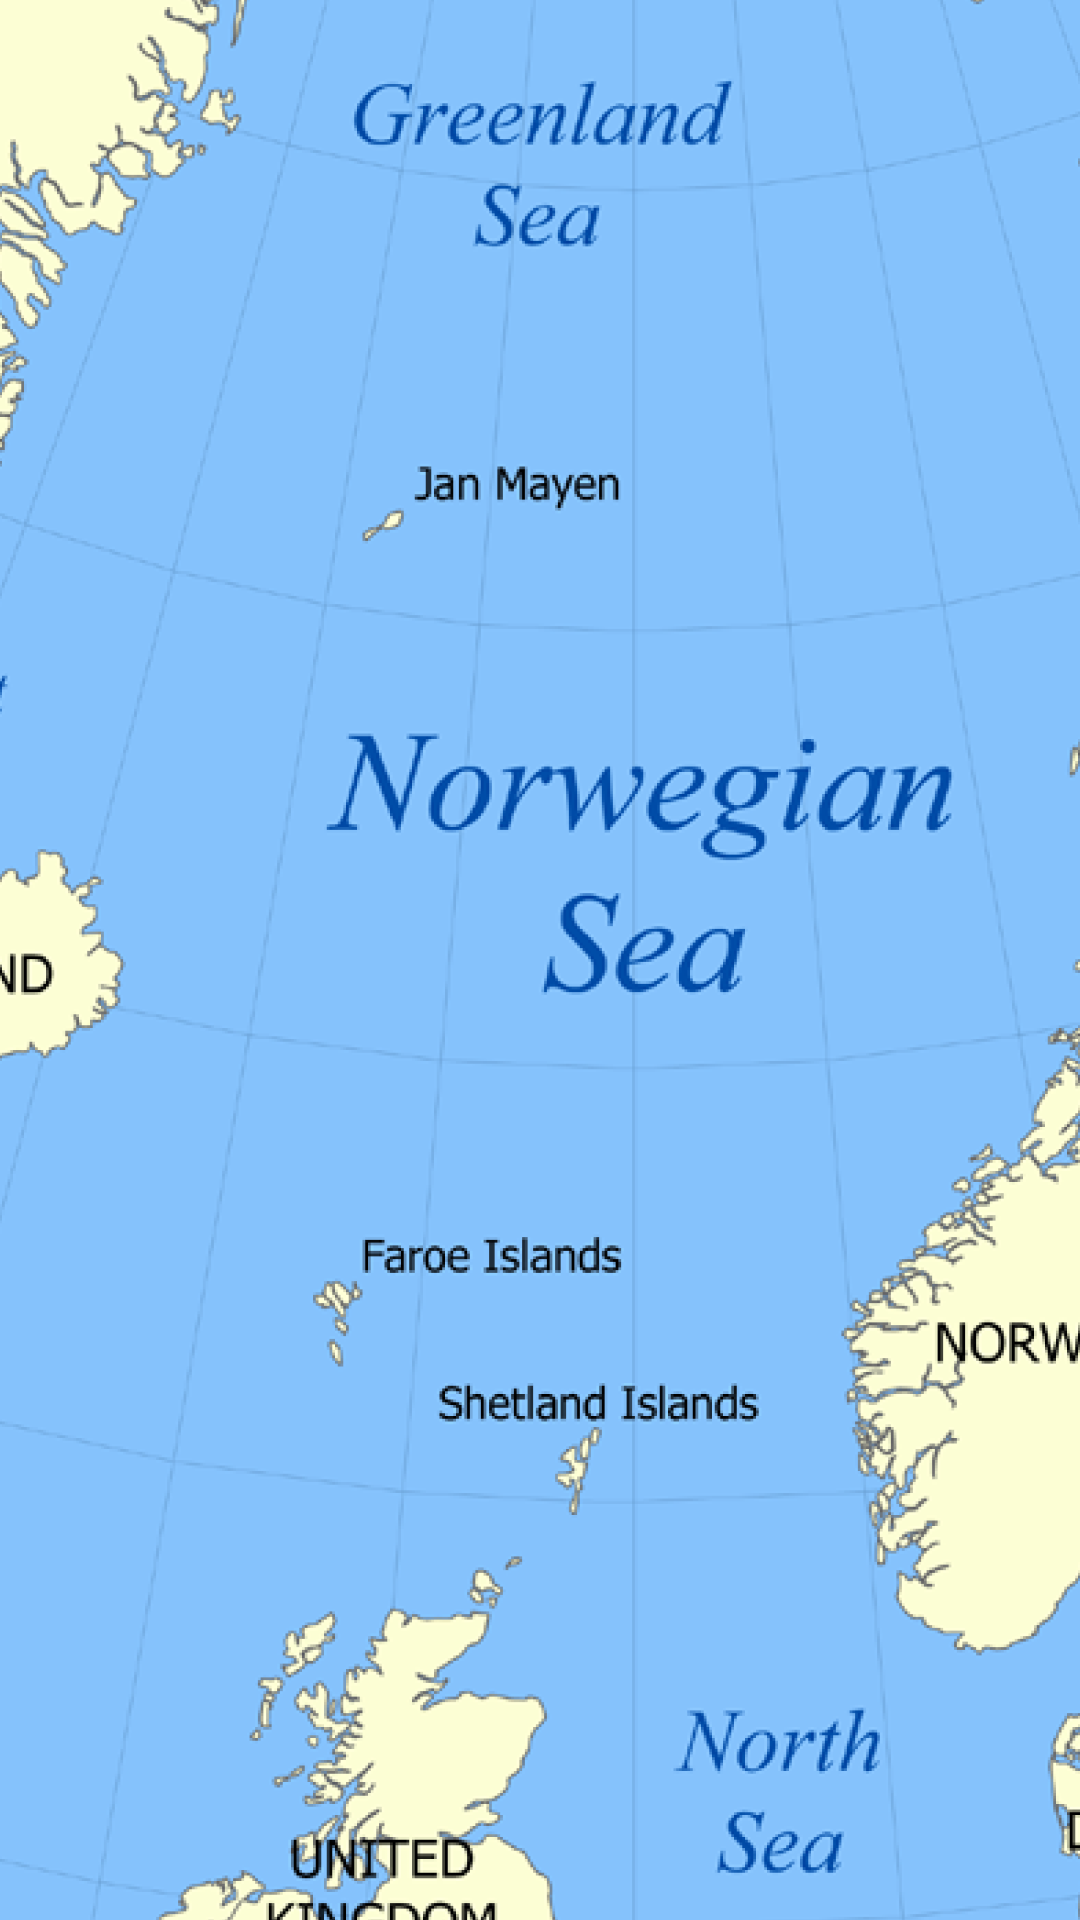 Greenland
Sea
Jan Mayen
Norwegian
Sea
ND
Faroe Islands
NORW
Shetland Islands
North
Sea
UNITED
KINGDOM